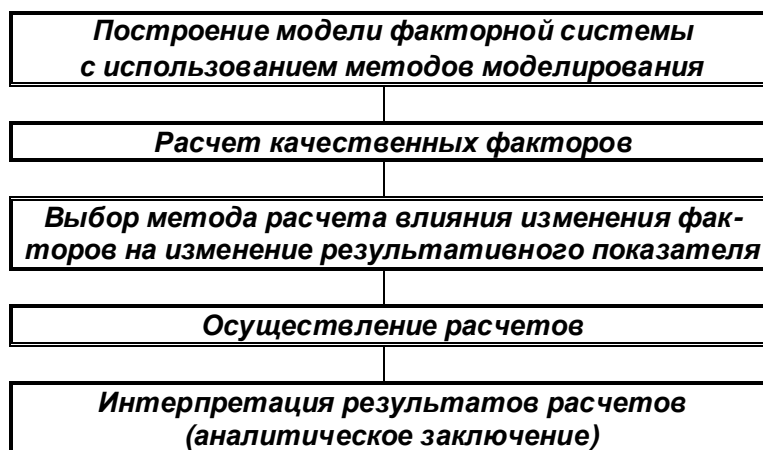 Построение модели факторной системы
с использованием методов моделирования
Расчет качественных факторов
Выбор метода расчета влияния изменения фак-
торов на изменение результативного показателя
Осуществление расчетов
Интерпретация результатов расчетов
(аналитическое заключение)